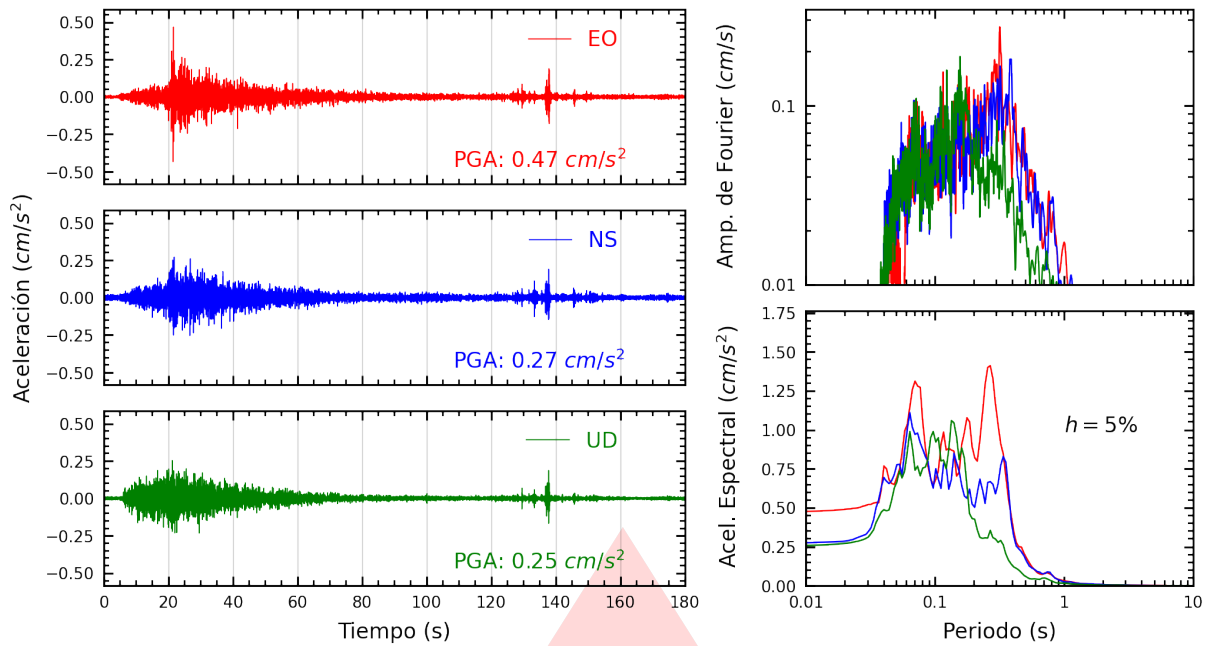 Aceleración (cm/s²)
0.50
0.25
0.00
−0.25
−0.50
EO
PGA: 0.47 cm/s²
0.50
0.25
0.00
−0.25
−0.50
NS
PGA: 0.27 cm/s²
0.50
0.25
0.00
−0.25
−0.50
UD
PGA: 0.25 cm/s²
0 20 40 60 80 100 120 140 160 180
Tiempo (s)
Amp. de Fourier (cm/s)
0.1
0.01
Acel. Espectral (cm/s²)
1.75
1.50
1.25
1.00
0.75
0.50
0.25
0.00
h = 5%
0.01 0.1 1 10
Periodo (s)